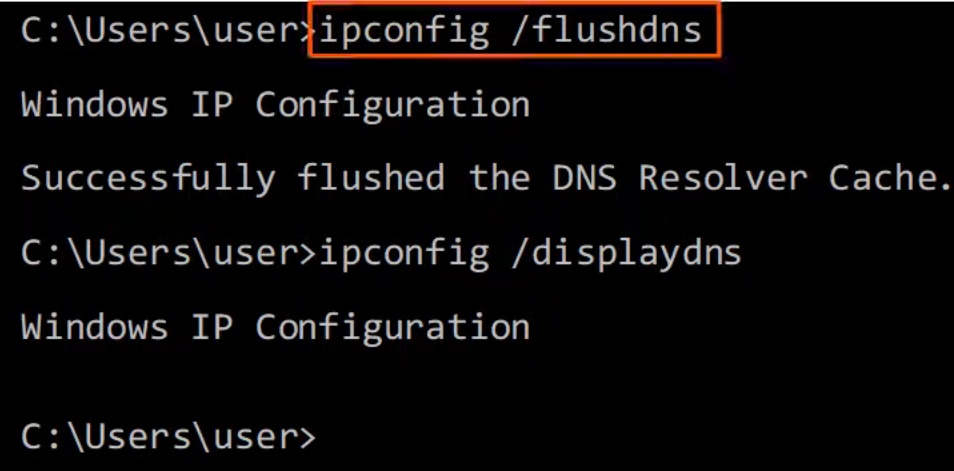 C:\Users\user>ipconfig /flushdns
Windows IP Configuration
Successfully flushed the DNS Resolver Cache.
C:\Users\user>ipconfig /displaydns
Windows IP Configuration
C:\Users\user>